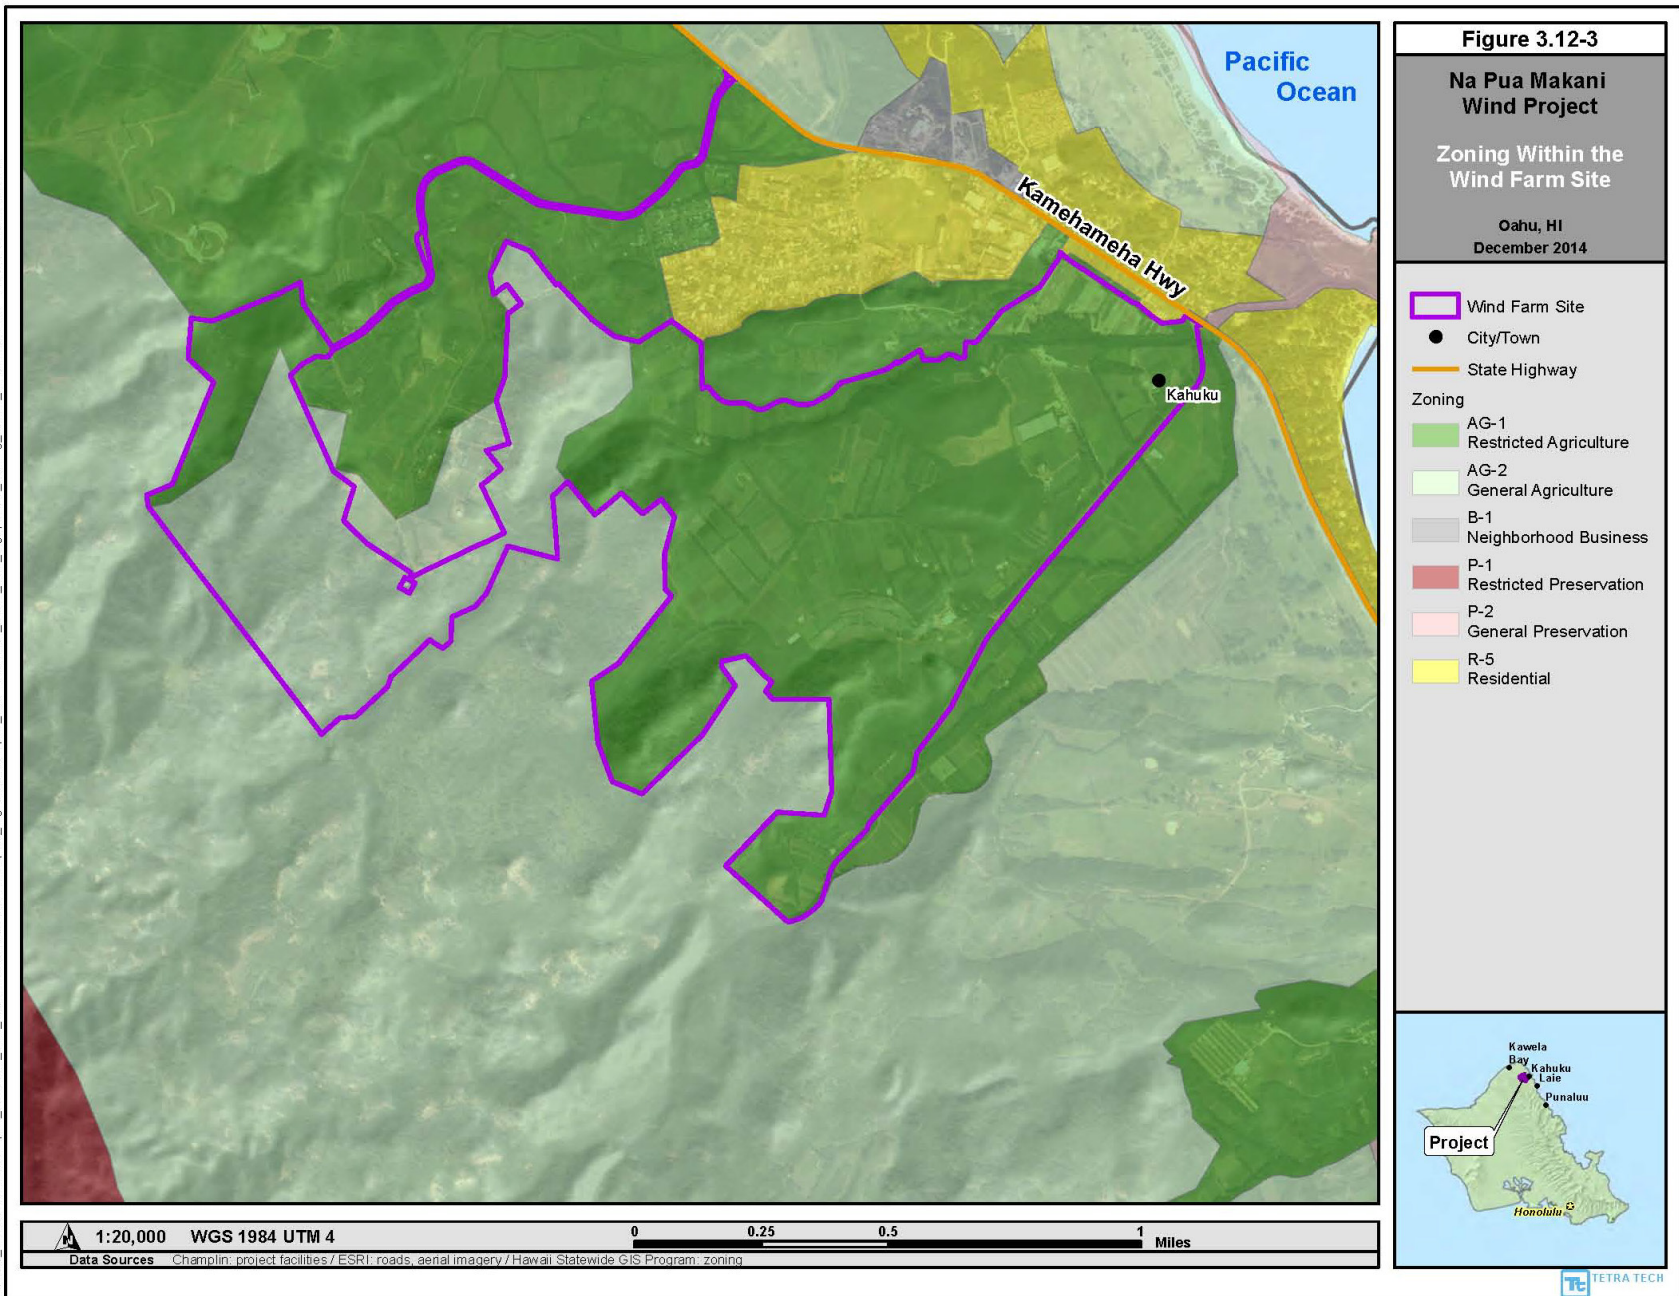 Pacific
Ocean
Kamehameha Hwy
Kahuku
Figure 3.12-3
Na Pua Makani
Wind Project
Zoning Within the
Wind Farm Site
Oahu, HI
December 2014
Wind Farm Site
City/Town
State Highway
Zoning
AG-1
Restricted Agriculture
AG-2
General Agriculture
B-1
Neighborhood Business
P-1
Restricted Preservation
P-2
General Preservation
R-5
Residential
Kawela
Bay
Kahuku
Laie
Punaluu
Project
Honolulu
1:20,000 WGS 1984 UTM 4
0 0.25 0.5 1
Miles
Data Sources Champlin: project facilities / ESRI: roads, aerial imagery / Hawaii Statewide GIS Program: zoning
Tt TETRA TECH